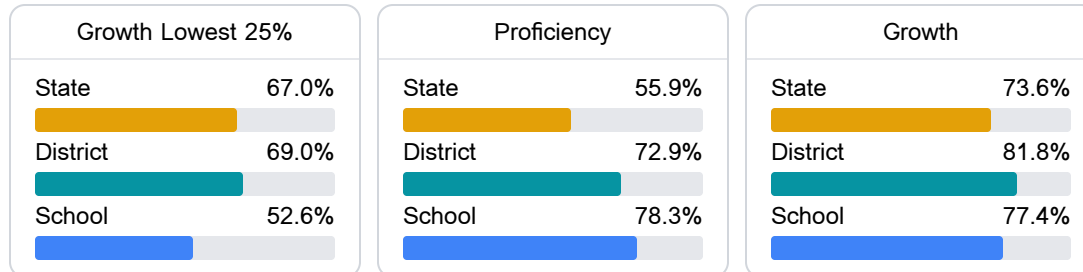 Growth Lowest 25%
State 67.0%
District 69.0%
School 52.6%
Proficiency
State 55.9%
District 72.9%
School 78.3%
Growth
State 73.6%
District 81.8%
School 77.4%